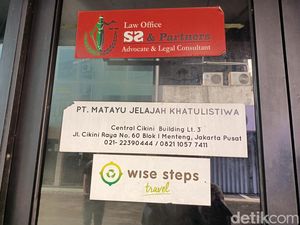 Law Office
SS & Partners
Advocate & Legal Consultant
PT. MATAYU JELAJAH KHATULISTIWA
Central Cikini Building Lt. 3
Jl. Cikini Raya No. 60 Blok I Menteng, Jakarta Pusat
021- 22390444 / 0821 1057 7411
wise steps
travel
detikcom